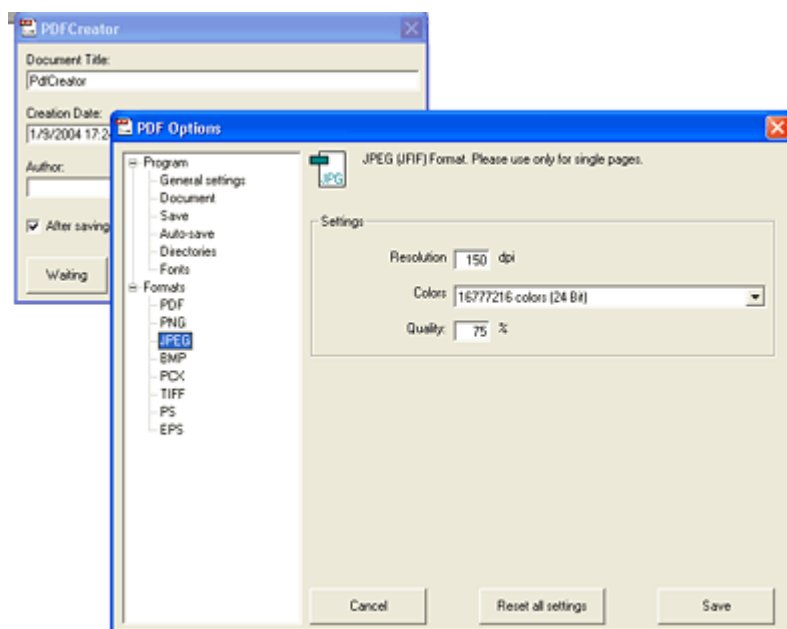 PDFCreator
Document Title:
PdfCreator
Creation Date:
1/9/2004 17:2
Author:
After saving
Waiting
PDF Options
Program
General settings
Document
Save
Auto-save
Directories
Fonts
Formats
PDF
PNG
JPEG
BMP
PCX
TIFF
PS
EPS
JPG
JPEG (JFIF) Format. Please use only for single pages.
Settings
Resolution 150 dpi
Colors 16777216 colors (24 Bit)
Quality: 75 %
Cancel Reset all settings Save